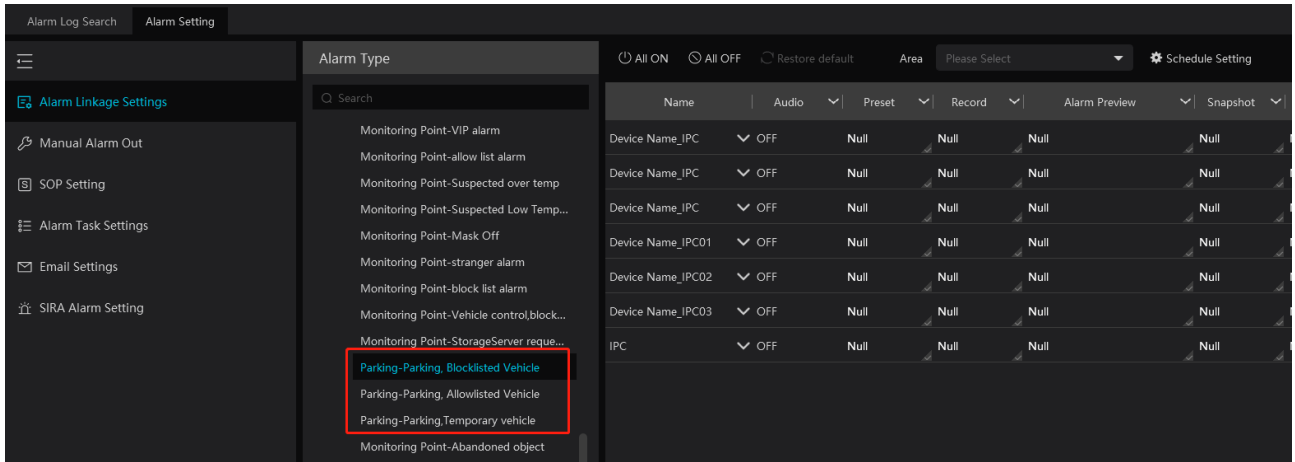 Alarm Log Search Alarm Setting
Alarm Type
All ON All OFF Restore default Area Please Select Schedule Setting
Alarm Linkage Settings
Manual Alarm Out
SOP Setting
Alarm Task Settings
Email Settings
SIRA Alarm Setting
Search
Monitoring Point-VIP alarm
Monitoring Point-allow list alarm
Monitoring Point-Suspected over temp
Monitoring Point-Suspected Low Temp...
Monitoring Point-Mask Off
Monitoring Point-stranger alarm
Monitoring Point-block list alarm
Monitoring Point-Vehicle control,block...
Monitoring Point-StorageServer reque...
Parking-Parking, Blocklisted Vehicle
Parking-Parking, Allowlisted Vehicle
Parking-Parking,Temporary vehicle
Monitoring Point-Abandoned object
Name Audio Preset Record Alarm Preview Snapshot
Device Name_IPC OFF Null Null Null Null
Device Name_IPC OFF Null Null Null Null
Device Name_IPC OFF Null Null Null Null
Device Name_IPC01 OFF Null Null Null Null
Device Name_IPC02 OFF Null Null Null Null
Device Name_IPC03 OFF Null Null Null Null
IPC OFF Null Null Null Null